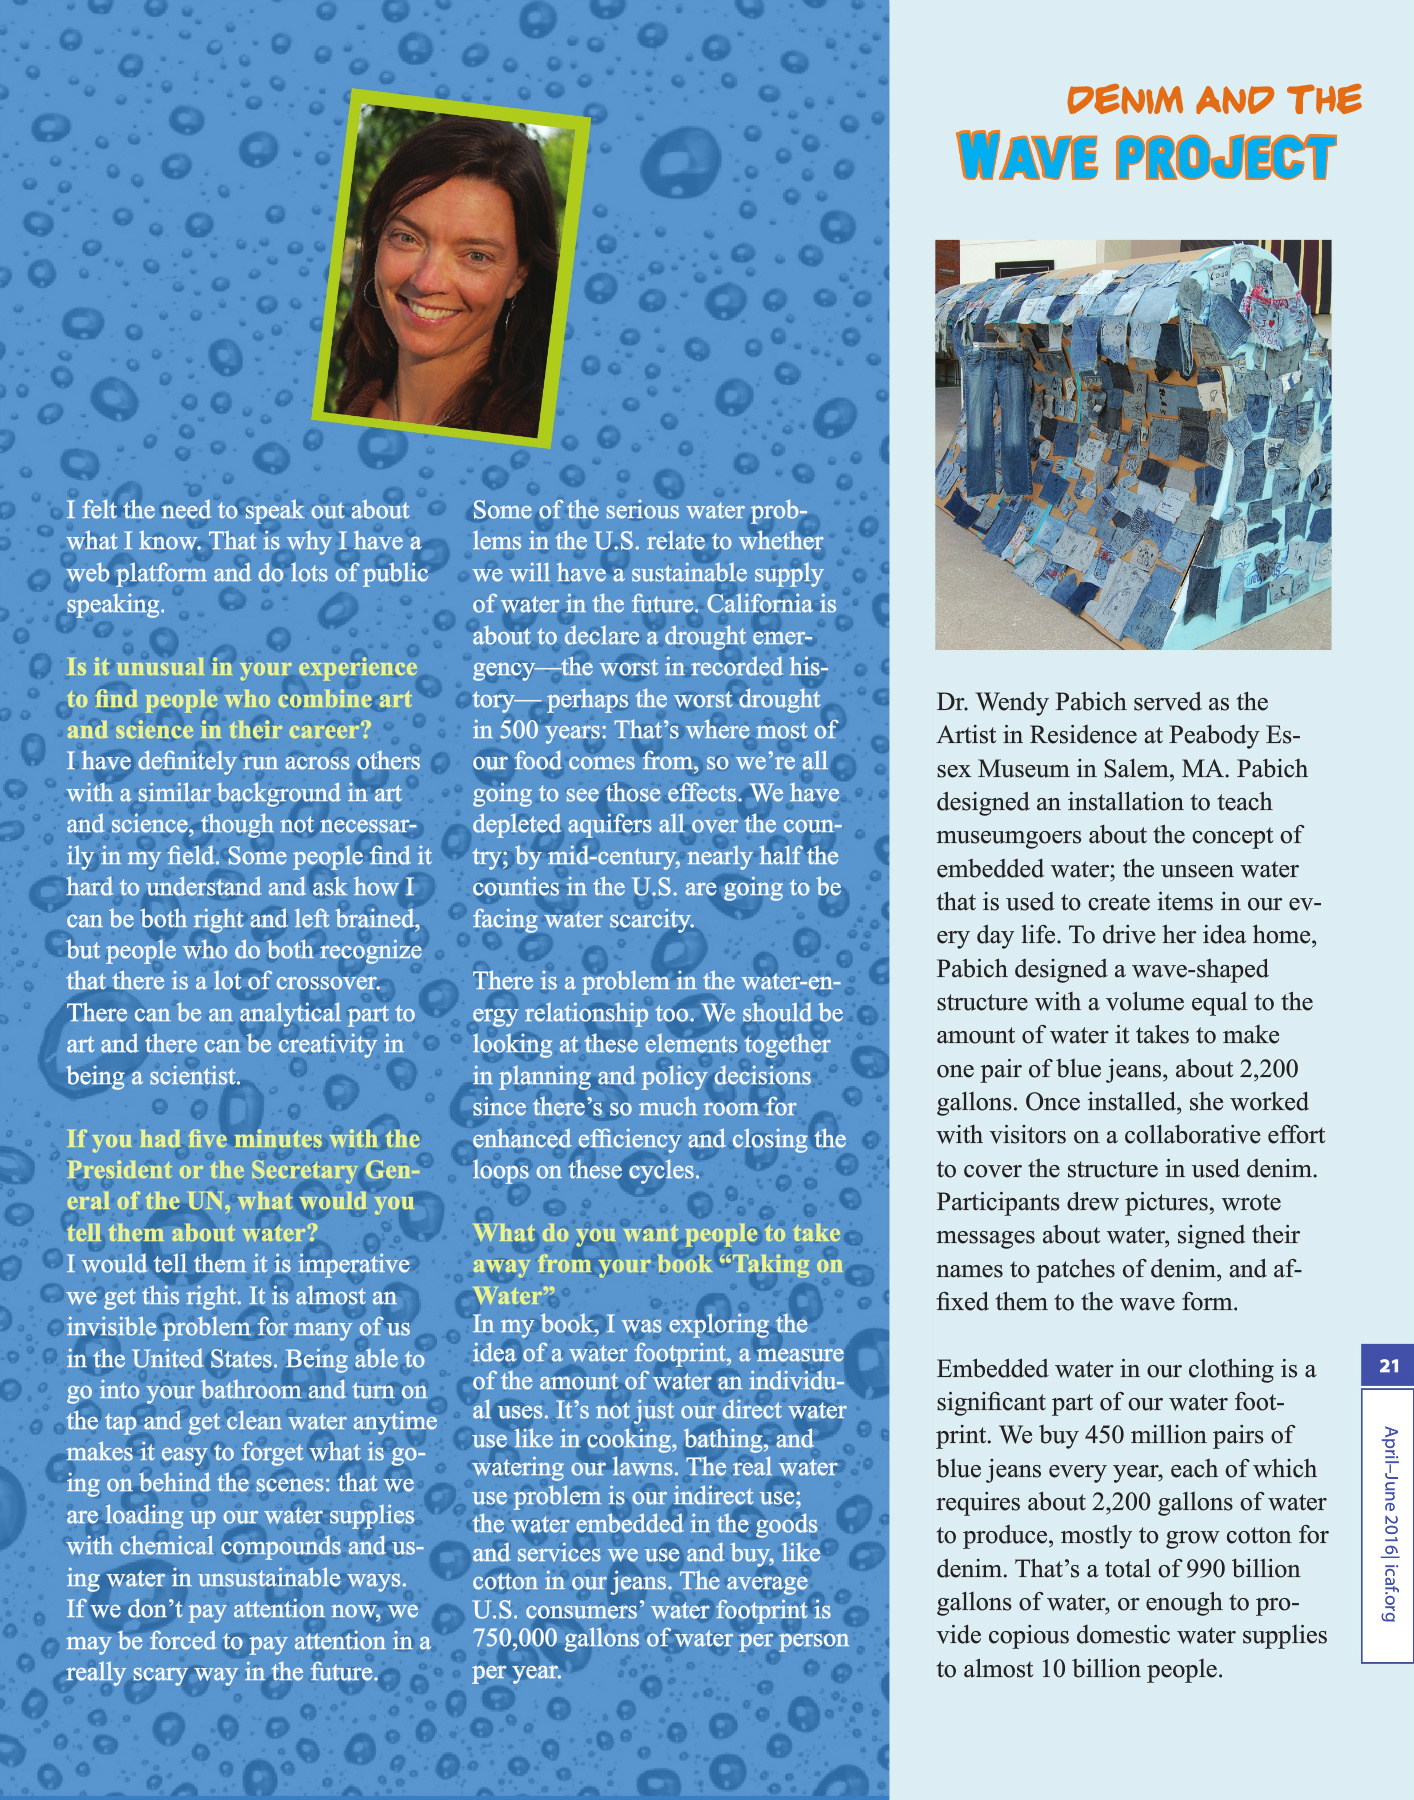 I felt the need to speak out about
what I know. That is why I have a
web platform and do lots of public
speaking.
Is it unusual in your experience
to find people who combine art
and science in their career?
I have definitely run across others
with a similar background in art
and science, though not necessar-
ily in my field. Some people find it
hard to understand and ask how I
can be both right and left brained,
but people who do both recognize
that there is a lot of crossover.
There can be an analytical part to
art and there can be creativity in
being a scientist.
If you had five minutes with the
President or the Secretary Gen-
eral of the UN, what would you
tell them about water?
I would tell them it is imperative
we get this right. It is almost an
invisible problem for many of us
in the United States. Being able to
go into your bathroom and turn on
the tap and get clean water anytime
makes it easy to forget what is go-
ing on behind the scenes: that we
are loading up our water supplies
with chemical compounds and us-
ing water in unsustainable ways.
If we don't pay attention now, we
may be forced to pay attention in a
really scary way in the future.
Some of the serious water prob-
lems in the U.S. relate to whether
we will have a sustainable supply
of water in the future. California is
about to declare a drought emer-
gency—the worst in recorded his-
tory— perhaps the worst drought
in 500 years: That's where most of
our food comes from, so we're all
going to see those effects. We have
depleted aquifers all over the coun-
try; by mid-century, nearly half the
counties in the U.S. are going to be
facing water scarcity.
There is a problem in the water-en-
ergy relationship too. We should be
looking at these elements together
in planning and policy decisions
since there's so much room for
enhanced efficiency and closing the
loops on these cycles.
What do you want people to take
away from your book “Taking on
Water”
In my book, I was exploring the
idea of a water footprint, a measure
of the amount of water an individu-
al uses. It's not just our direct water
use like in cooking, bathing, and
watering our lawns. The real water
use problem is our indirect use;
the water embedded in the goods
and services we use and buy, like
cotton in our jeans. The average
U.S. consumers' water footprint is
750,000 gallons of water per person
per year.
DENIM AND THE
WAVE PROJECT
Dr. Wendy Pabich served as the
Artist in Residence at Peabody Es-
sex Museum in Salem, MA. Pabich
designed an installation to teach
museumgoers about the concept of
embedded water; the unseen water
that is used to create items in our ev-
ery day life. To drive her idea home,
Pabich designed a wave-shaped
structure with a volume equal to the
amount of water it takes to make
one pair of blue jeans, about 2,200
gallons. Once installed, she worked
with visitors on a collaborative effort
to cover the structure in used denim.
Participants drew pictures, wrote
messages about water, signed their
names to patches of denim, and af-
fixed them to the wave form.
Embedded water in our clothing is a
significant part of our water foot-
print. We buy 450 million pairs of
blue jeans every year, each of which
requires about 2,200 gallons of water
to produce, mostly to grow cotton for
denim. That's a total of 990 billion
gallons of water, or enough to pro-
vide copious domestic water supplies
to almost 10 billion people.
21
April–June 2016| icaf.org